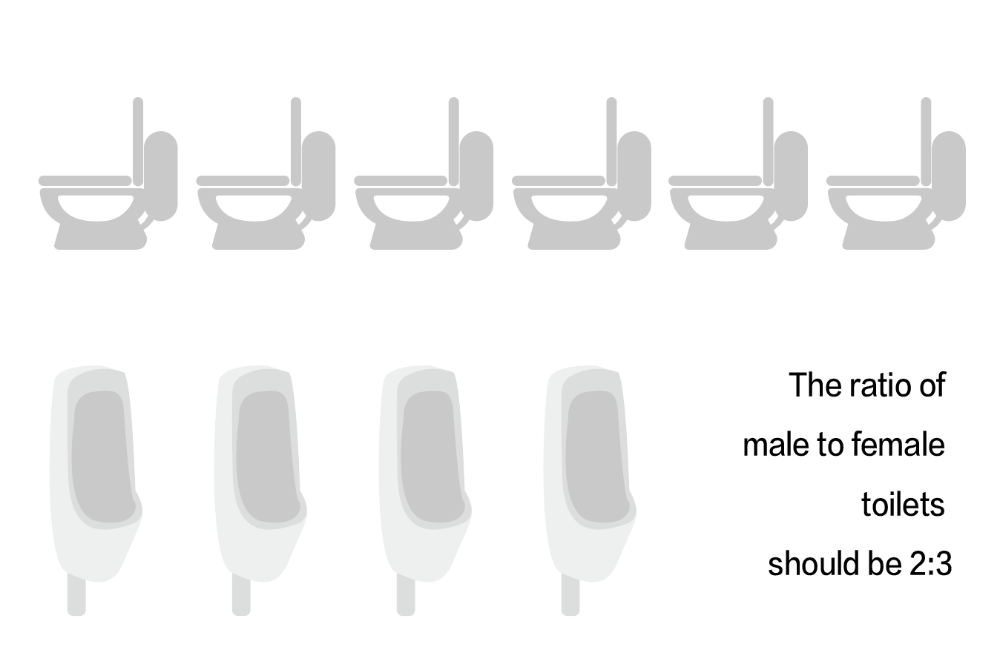 The ratio of
male to female
toilets
should be 2:3